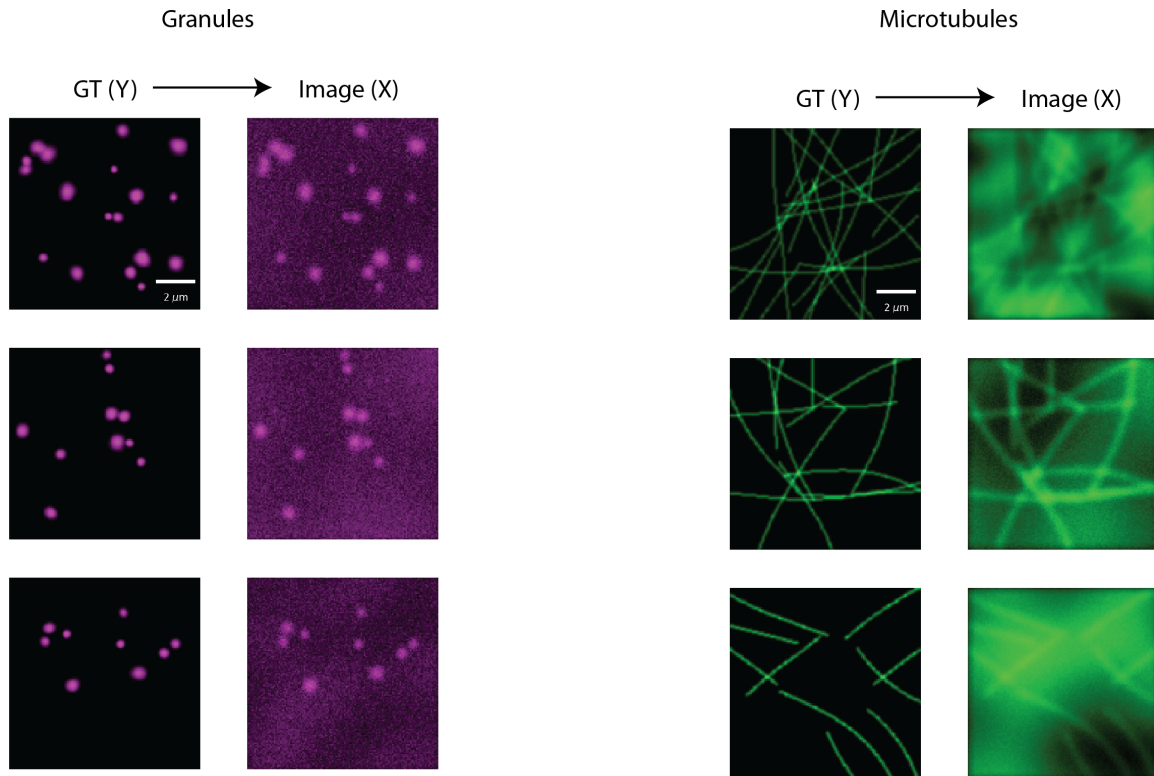 Granules
GT (Y)
Image (X)
2 µm
Microtubules
GT (Y)
Image (X)
2 µm